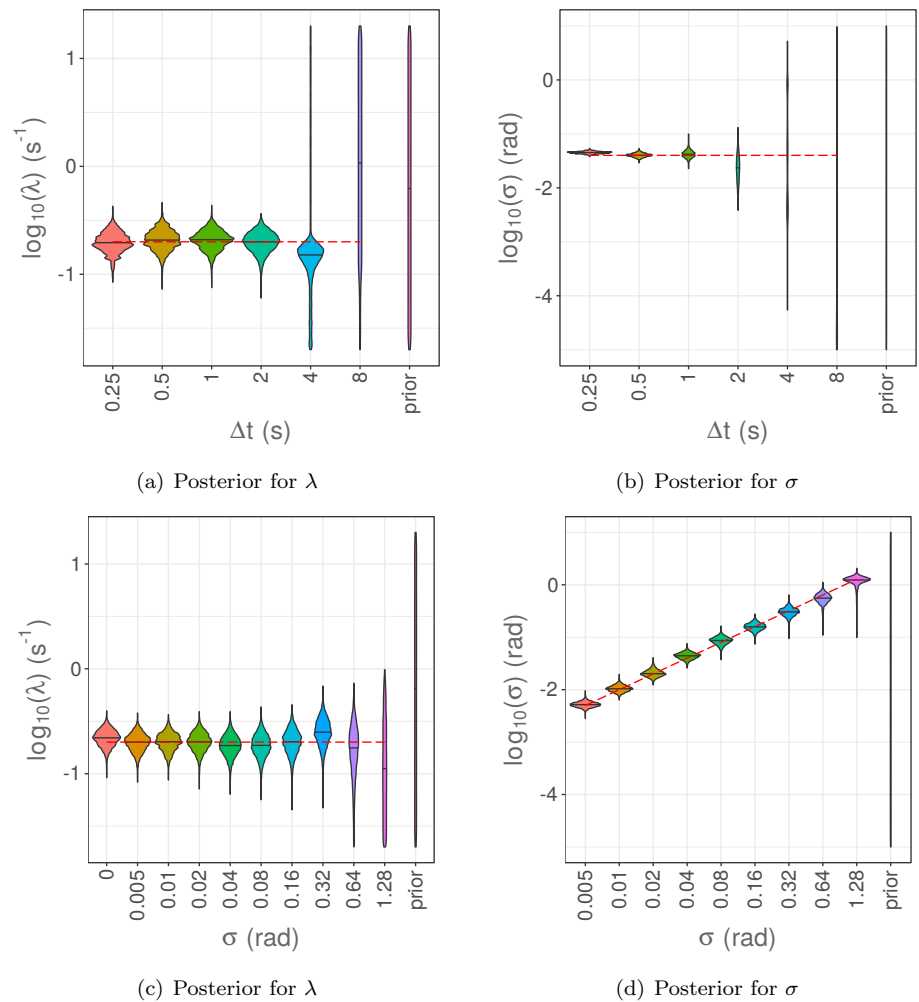 log₁₀(λ) (s⁻¹)
1
0
-1
0.25
0.5
1
2
4
8
prior
Δt (s)
(a) Posterior for λ
log₁₀(σ) (rad)
0
-2
-4
0.25
0.5
1
2
4
8
prior
Δt (s)
(b) Posterior for σ
log₁₀(λ) (s⁻¹)
1
0
-1
0
0.005
0.01
0.02
0.04
0.08
0.16
0.32
0.64
1.28
prior
σ (rad)
(c) Posterior for λ
log₁₀(σ) (rad)
0
-2
-4
0.005
0.01
0.02
0.04
0.08
0.16
0.32
0.64
1.28
prior
σ (rad)
(d) Posterior for σ